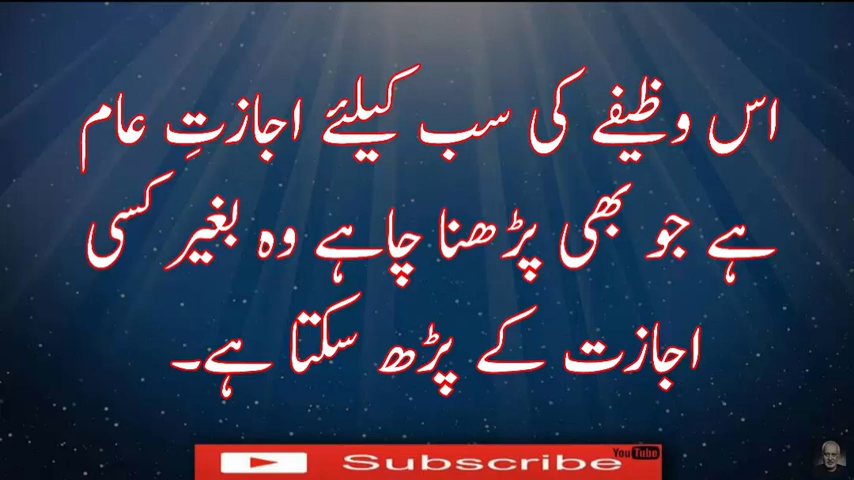 اس وظیفے کی سب کیلئے اجازتِ عام
ہے جو بھی پڑھنا چاہے وہ بغیر کسی
اجازت کے پڑھ سکتا ہے۔
Subscribe
YouTube